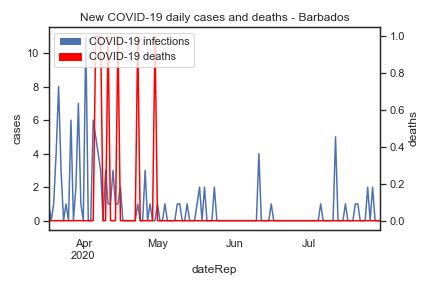 New COVID-19 daily cases and deaths - Barbados
COVID-19 infections
COVID-19 deaths
cases
10
8
6
4
2
0
deaths
1.0
0.8
0.6
0.4
0.2
0.0
Apr
2020
May
Jun
Jul
dateRep